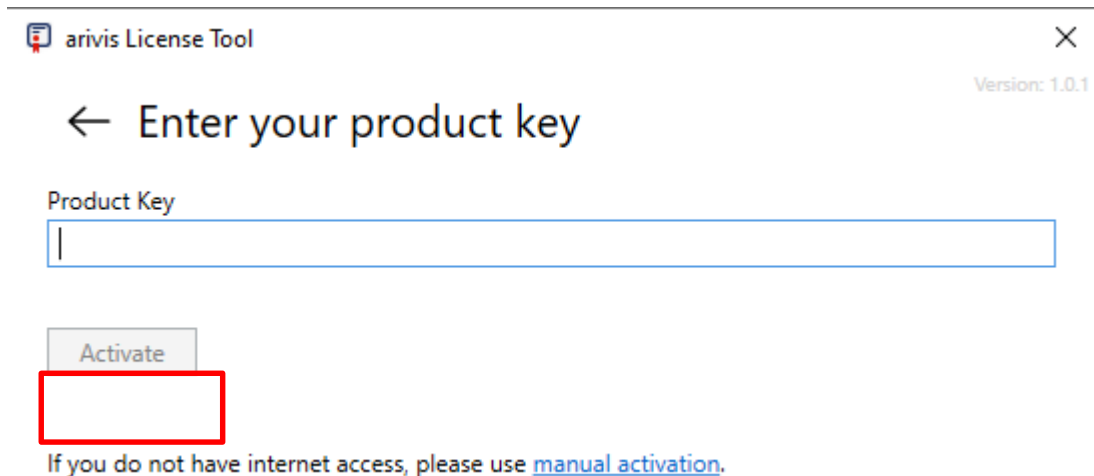 arivis License Tool
Version: 1.0.1
Enter your product key
Product Key
Activate
If you do not have internet access, please use manual activation.